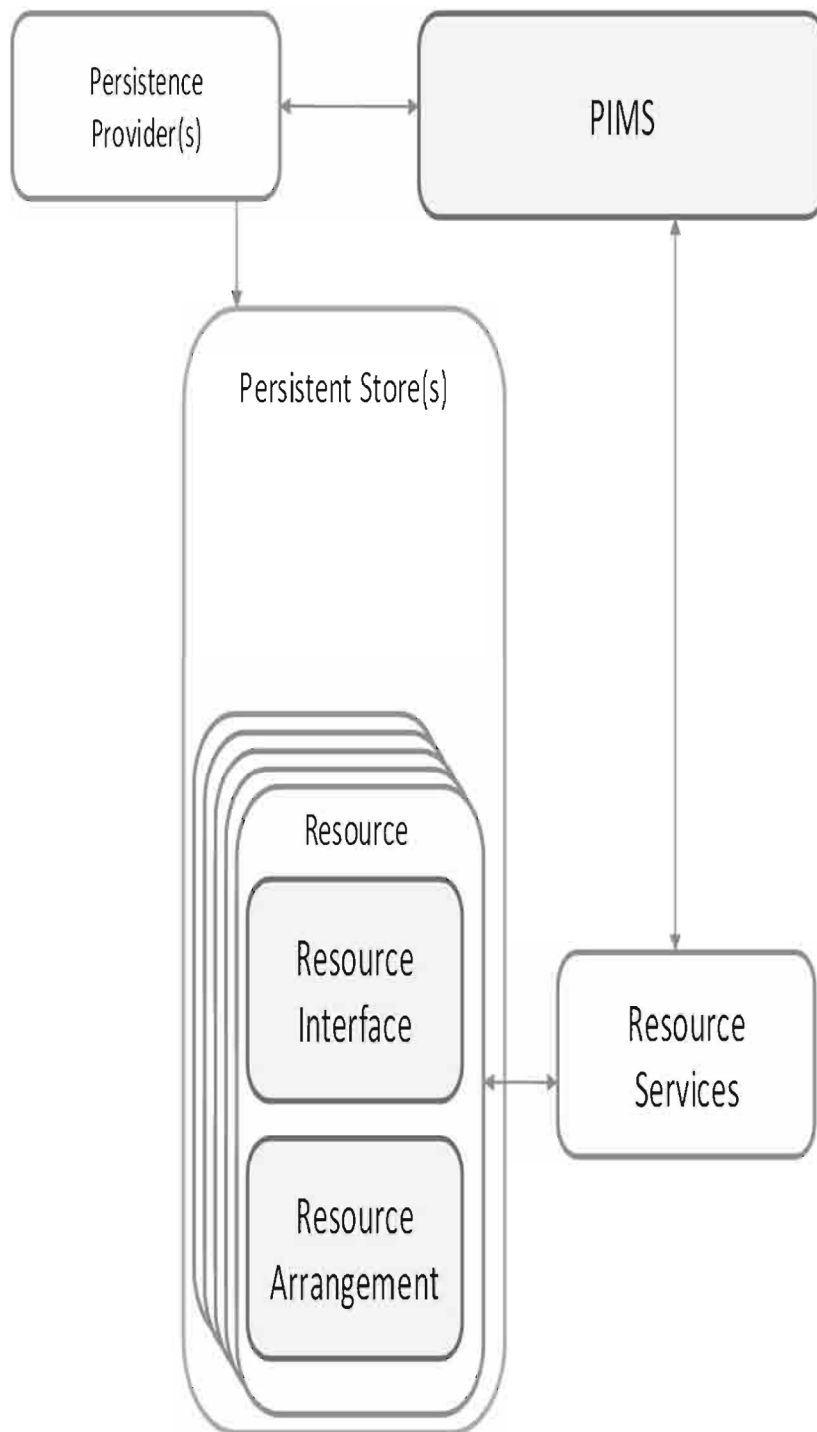 Persistence
Provider(s)
PIMS
Persistent Store(s)
Resource
Resource
Interface
Resource
Services
Resource
Arrangement